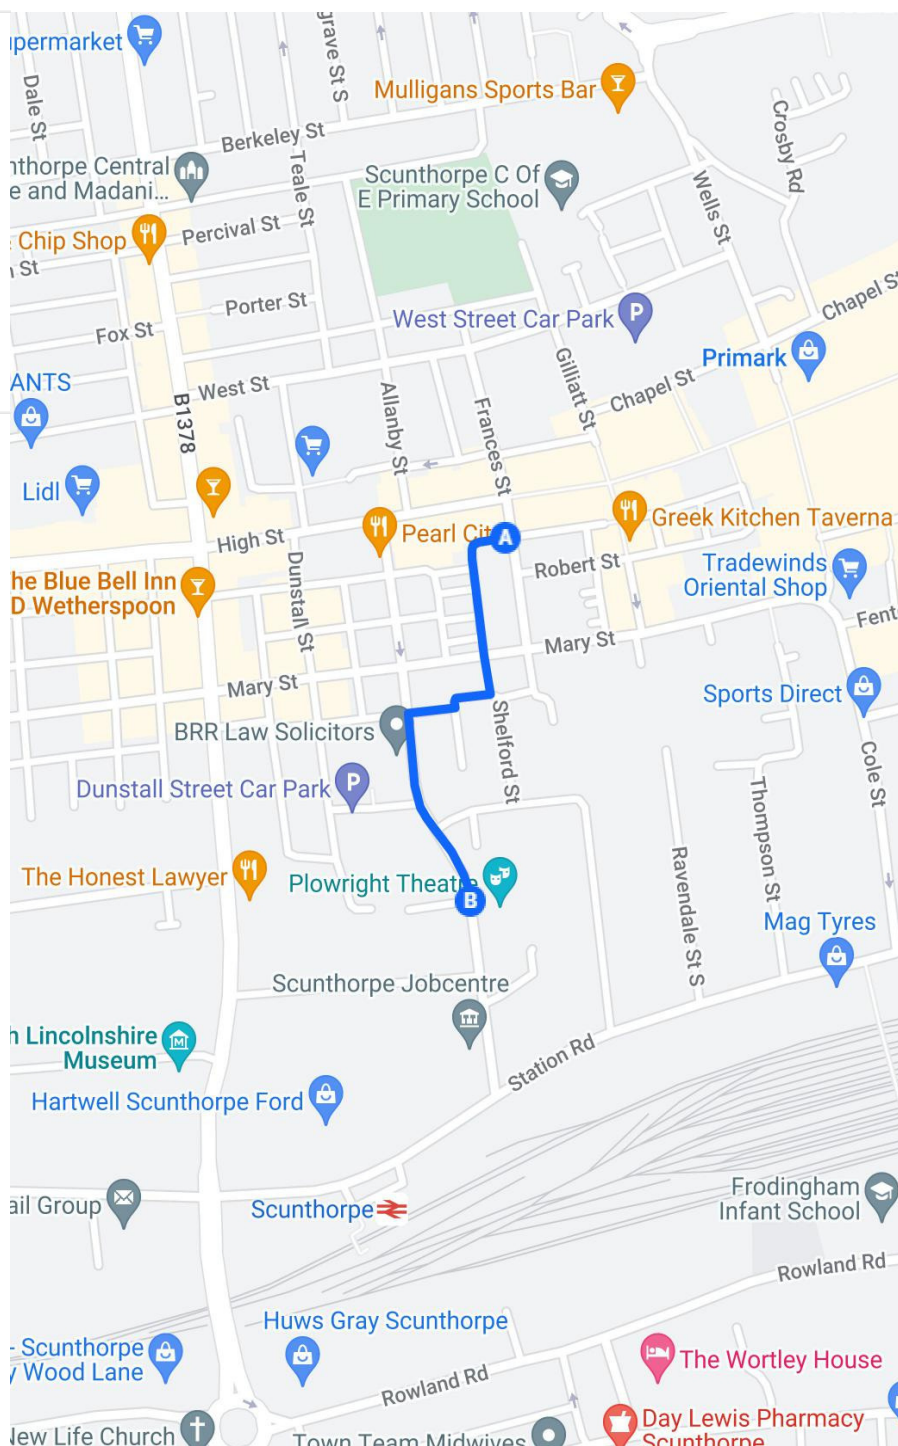 upermarket
grave St S
Mulligans Sports Bar
Dale St
Berkeley St
Crosby Rd
nthorpe Central
e and Madani...
Teale St
Scunthorpe C Of
E Primary School
Wells St
Chip Shop
Percival St
n St
Porter St
Chapel St
Fox St
West Street Car Park
P
Primark
ANTS
West St
Gilliatt St
Chapel St
B1378
Allanby St
Frances St
Lidl
High St
Pearl Cit
A
Greek Kitchen Taverna
Dunstall St
Robert St
Tradewinds
Oriental Shop
he Blue Bell Inn
D Wetherspoon
Mary St
Fent
Mary St
Sports Direct
BRR Law Solicitors
Shelford St
Dunstall Street Car Park
P
Cole St
Thompson St
The Honest Lawyer
Plowright Theatre
B
Ravendale St S
Mag Tyres
Scunthorpe Jobcentre
h Lincolnshire
Museum
M
Station Rd
Hartwell Scunthorpe Ford
ail Group
Scunthorpe
Frodingham
Infant School
Rowland Rd
Huws Gray Scunthorpe
- Scunthorpe
y Wood Lane
The Wortley House
Rowland Rd
Day Lewis Pharmacy
Scunthorpe
New Life Church
Town Team Midwives